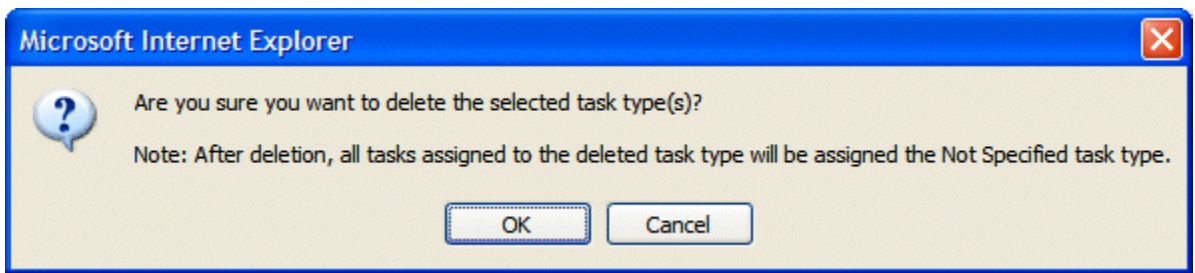 Microsoft Internet Explorer
Are you sure you want to delete the selected task type(s)?
Note: After deletion, all tasks assigned to the deleted task type will be assigned the Not Specified task type.
OK
Cancel